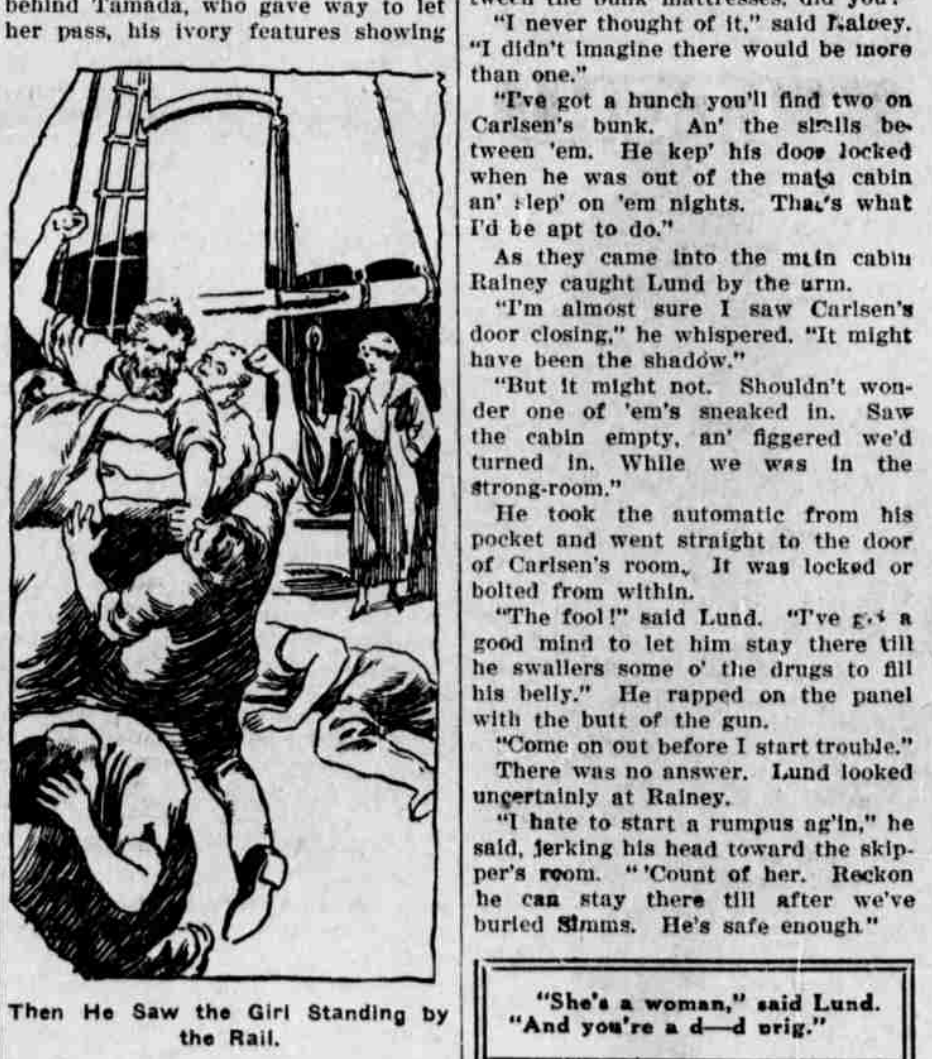 behind Tamada, who gave way to let
her pass, his ivory features showing
Then He Saw the Girl Standing by
the Rail.
tween the bunk mattresses, did you?"
"I never thought of it," said Rainey.
"I didn't imagine there would be more
than one."
"I've got a hunch you'll find two on
Carlsen's bunk. An' the shells be-
tween 'em. He kep' his door locked
when he was out of the main cabin
an' slep' on 'em nights. That's what
I'd be apt to do."
As they came into the main cabin
Rainey caught Lund by the arm.
"I'm almost sure I saw Carlsen's
door closing," he whispered. "It might
have been the shadow."
"But it might not. Shouldn't won-
der one of 'em's sneaked in. Saw
the cabin empty, an' figgered we'd
turned in. While we was in the
strong-room."
He took the automatic from his
pocket and went straight to the door
of Carlsen's room. It was locked or
bolted from within.
"The fool!" said Lund. "I've got a
good mind to let him stay there till
he swallers some o' the drugs to fill
his belly." He rapped on the panel
with the butt of the gun.
"Come on out before I start trouble."
There was no answer. Lund looked
uncertainly at Rainey.
"I hate to start a rumpus ag'in," he
said, jerking his head toward the skip-
per's room. "'Count of her. Reckon
he can stay there till after we've
buried Simms. He's safe enough"
"She's a woman," said Lund.
"And you're a d—d prig."